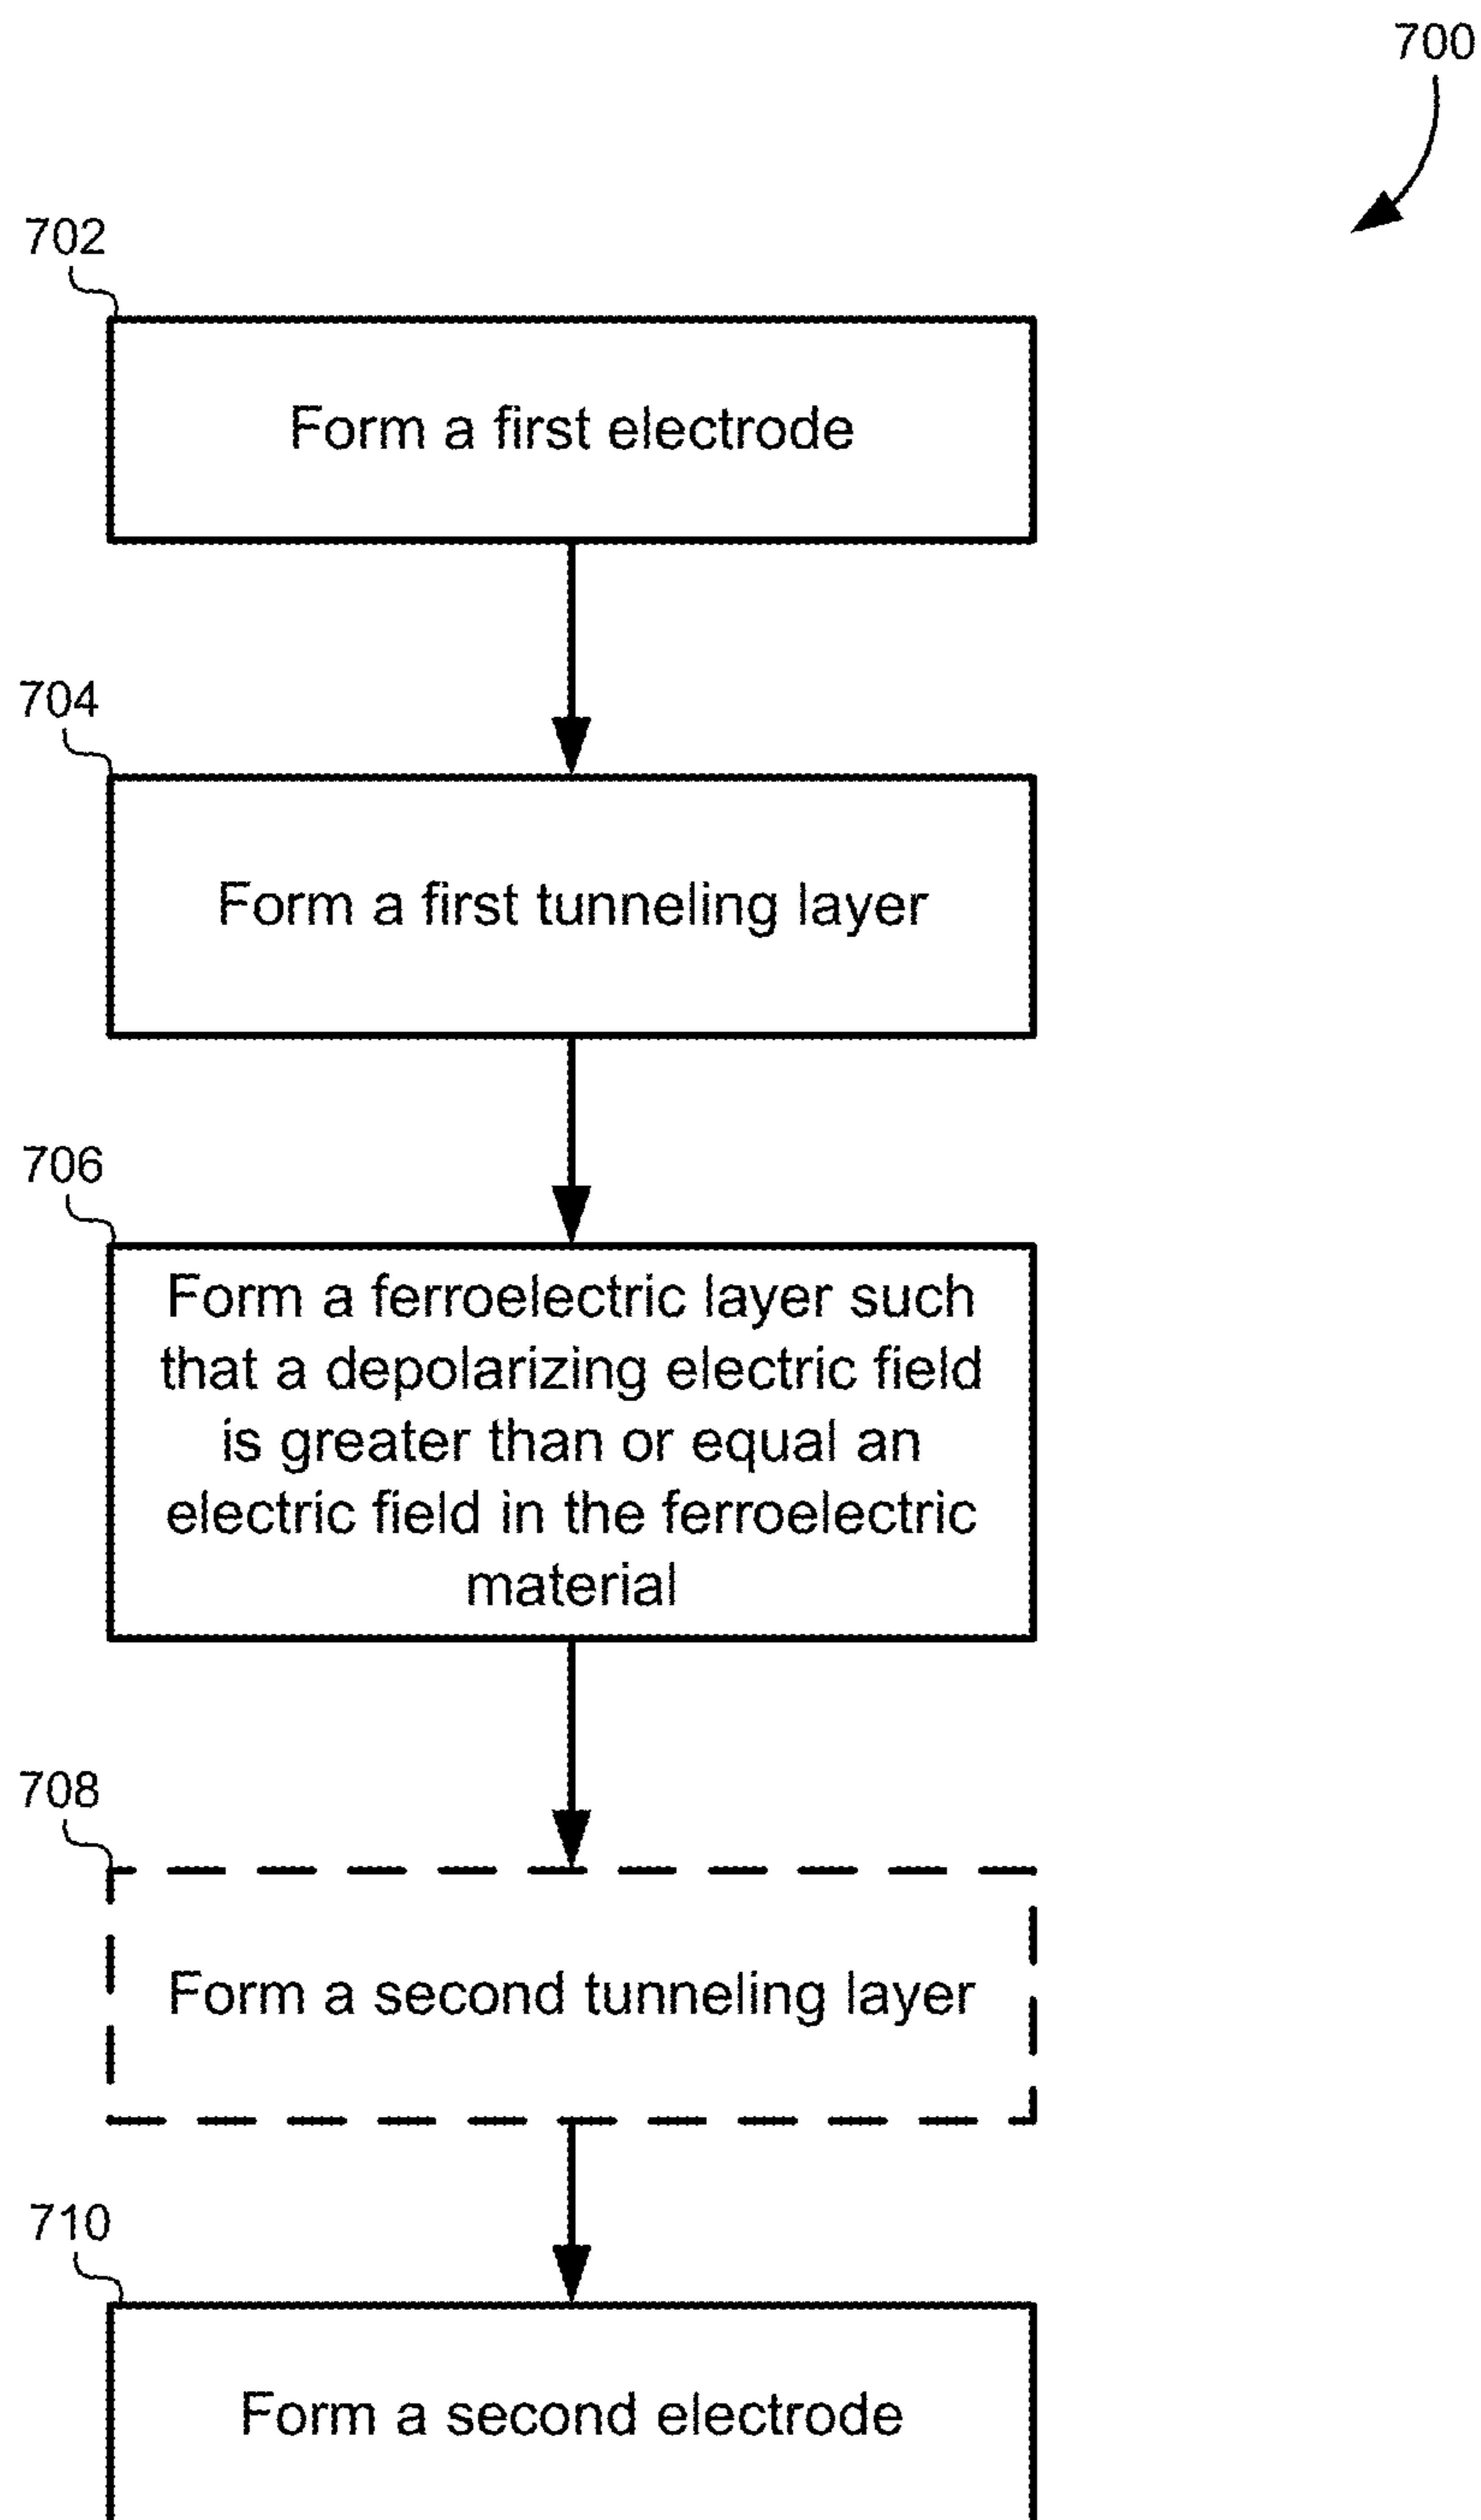 700
702
Form a first electrode
704
Form a first tunneling layer
706
Form a ferroelectric layer such
that a depolarizing electric field
is greater than or equal an
electric field in the ferroelectric
material
708
Form a second tunneling layer
710
Form a second electrode